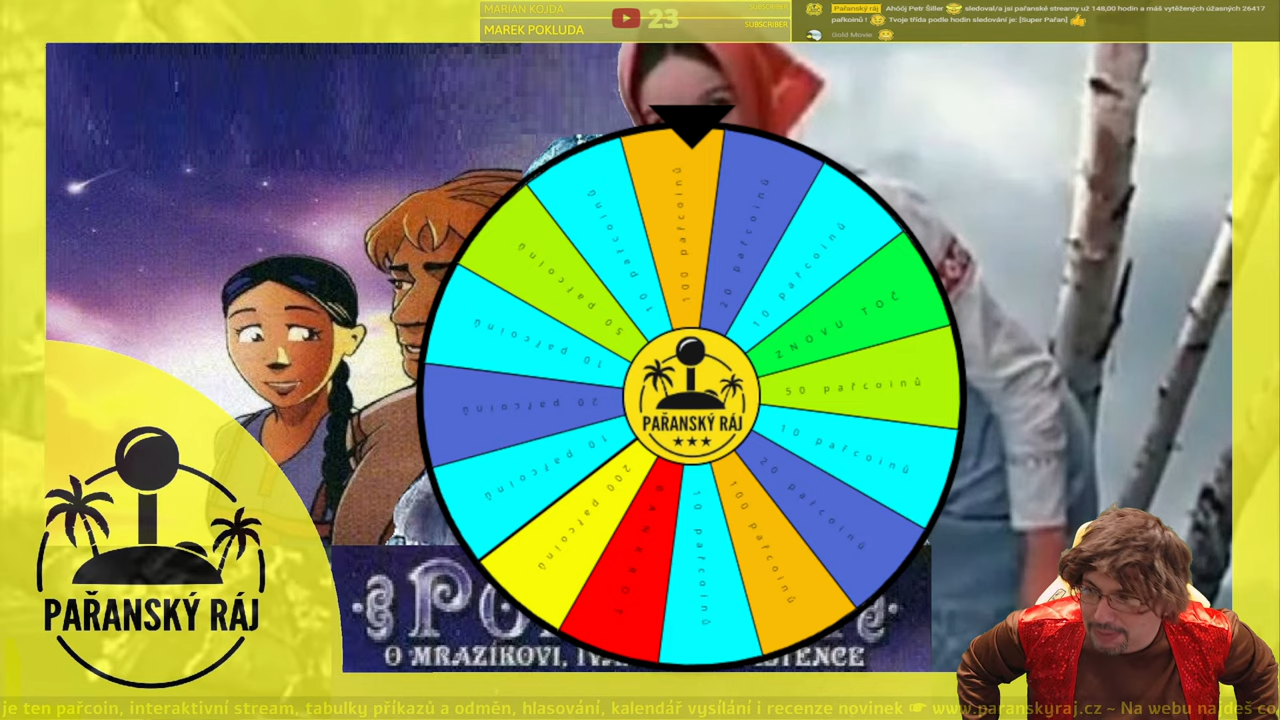 MARIAN KOJDA
SUBSCRIBER
MAREK POKLUDA
SUBSCRIBER
23
Pařanský ráj Ahóój Petr Šiller sledoval/a jsi pařanské streamy už 148,00 hodin a máš vytěžených úžasných 26417
pařkoinů ! Tvoje třída podle hodin sledování je: [Super Pařan]
Gold Movie
100 pařcoinů
20 pařcoinů
10 pařcoinů
ZNOVU TOČ
50 pařcoinů
10 pařcoinů
20 pařcoinů
100 pařcoinů
10 pařcoinů
BANKROT
200 pařcoinů
10 pařcoinů
20 pařcoinů
10 pařcoinů
50 pařcoinů
10 pařcoinů
PAŘANSKÝ RÁJ
PAŘANSKÝ RÁJ
O MRAZÍKOVI,
je ten pařcoin, interaktivní stream, tabulky příkazů a odměn, hlasování, kalendář vysílání i recenze novinek www.paranskyraj.cz ~ Na webu najdeš